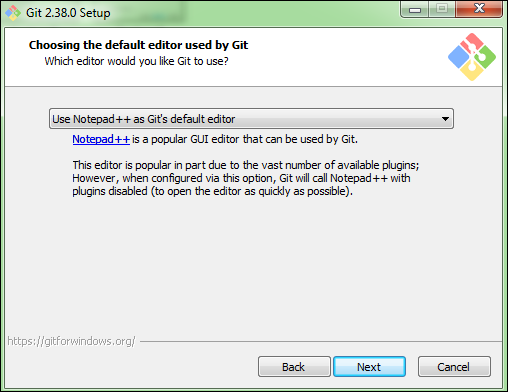 Git 2.38.0 Setup
Choosing the default editor used by Git
Which editor would you like Git to use?
Use Notepad++ as Git's default editor
Notepad++ is a popular GUI editor that can be used by Git.
This editor is popular in part due to the vast number of available plugins;
However, when configured via this option, Git will call Notepad++ with
plugins disabled (to open the editor as quickly as possible).
https://gitforwindows.org/
Back
Next
Cancel